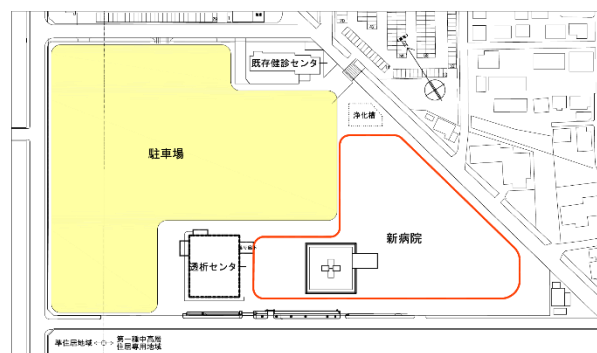 既存健診センタ
浄化槽
駐車場
新病院
透析センタ
準住居地域
第一種中高層
住居専用地域